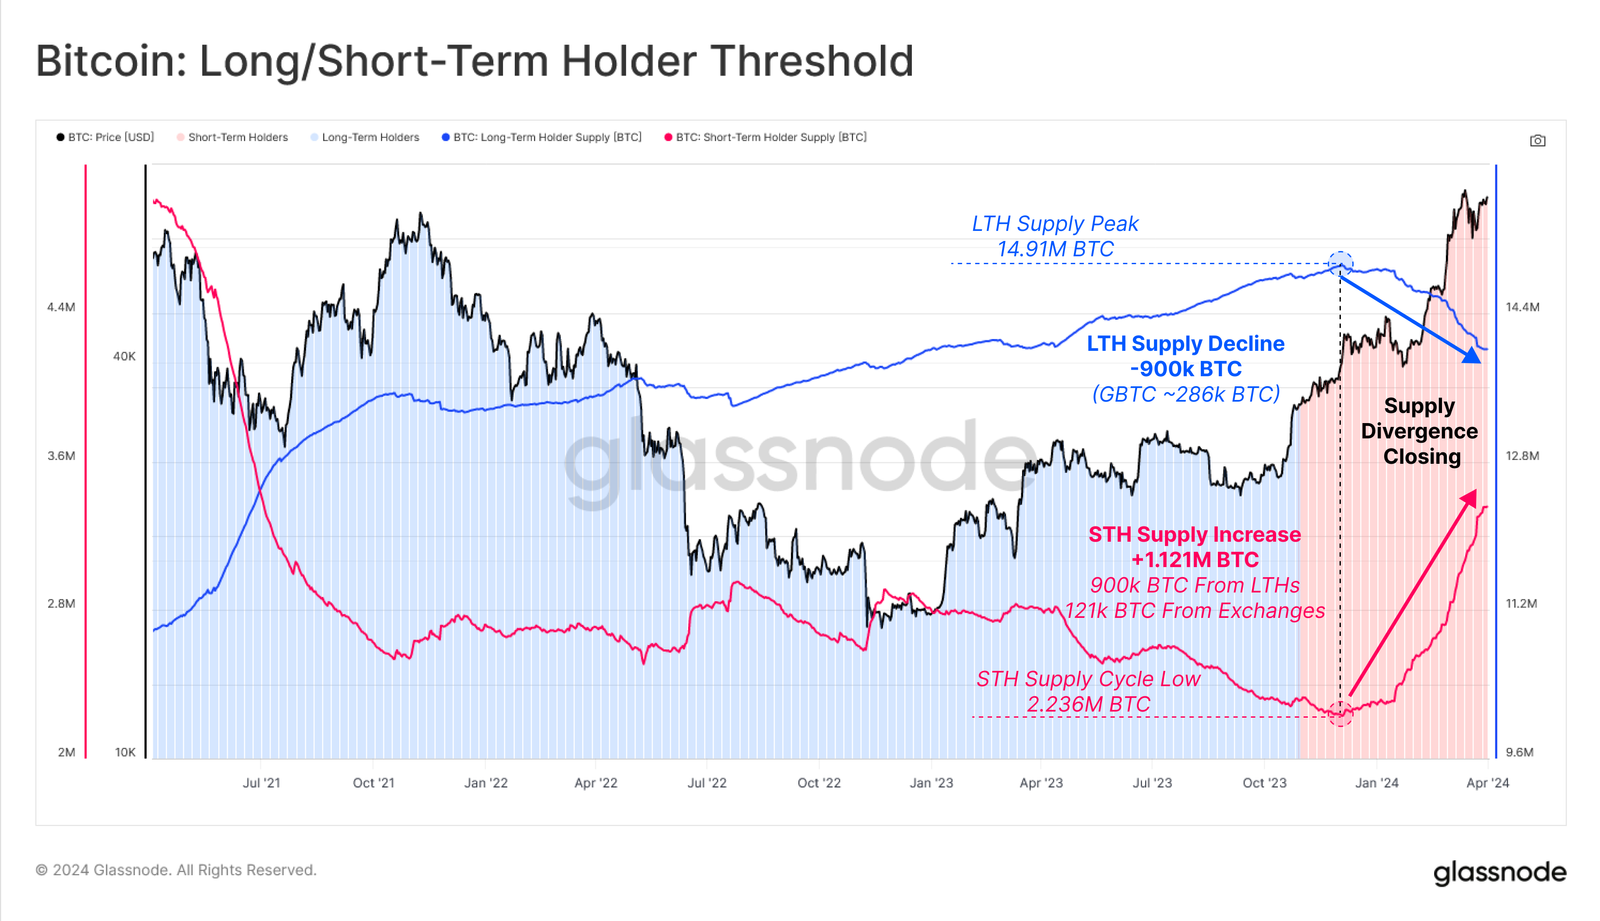 Bitcoin: Long/Short-Term Holder Threshold
BTC: Price [USD]
Short-Term Holders
Long-Term Holders
BTC: Long-Term Holder Supply [BTC]
BTC: Short-Term Holder Supply [BTC]
LTH Supply Peak
14.91M BTC
4.4M
14.4M
40K
LTH Supply Decline
-900k BTC
(GBTC ~286k BTC)
Supply
Divergence
Closing
glassnode
3.6M
12.8M
STH Supply Increase
+1.121M BTC
900k BTC From LTHs
121k BTC From Exchanges
2.8M
11.2M
STH Supply Cycle Low
2.236M BTC
2M
10K
9.6M
Jul '21
Oct '21
Jan '22
Apr '22
Jul '22
Oct '22
Jan '23
Apr '23
Jul '23
Oct '23
Jan '24
Apr '24
© 2024 Glassnode. All Rights Reserved.
glassnode